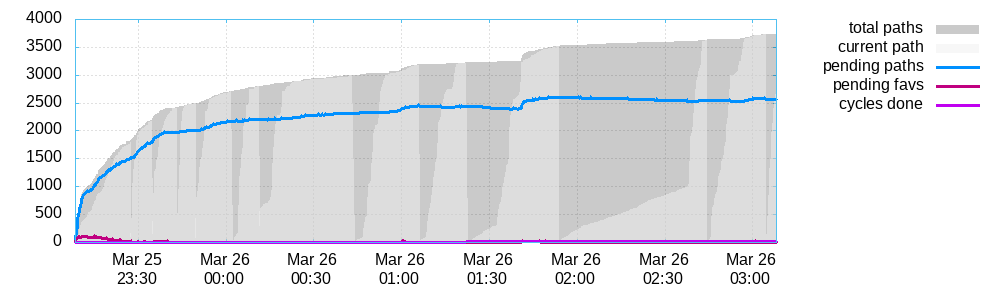 4000
3500
3000
2500
2000
1500
1000
500
0
Mar 25
23:30
Mar 26
00:00
Mar 26
00:30
Mar 26
01:00
Mar 26
01:30
Mar 26
02:00
Mar 26
02:30
Mar 26
03:00
total paths
current path
pending paths
pending favs
cycles done